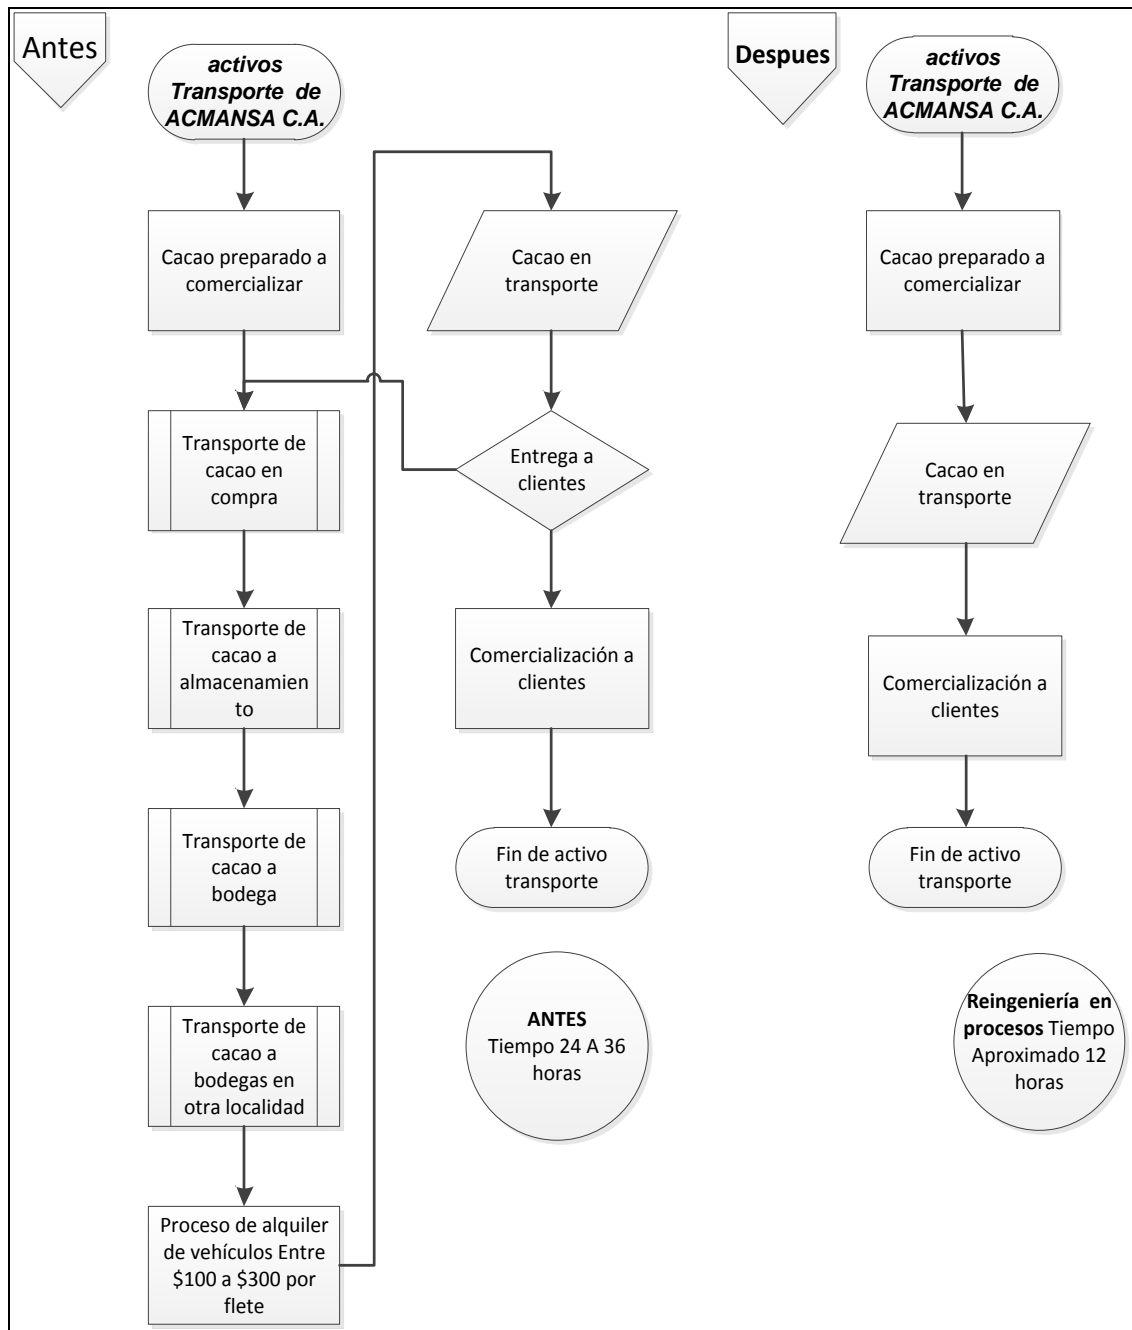 Antes
activos
Transporte de
ACMANSA C.A.
Cacao preparado a
comercializar
Transporte de
cacao en
compra
Transporte de
cacao a
almacenamien
to
Transporte de
cacao a
bodega
Transporte de
cacao a
bodegas en
otra localidad
Proceso de alquiler
de vehículos Entre
$100 a $300 por
flete
Cacao en
transporte
Entrega a
clientes
Comercialización a
clientes
Fin de activo
transporte
ANTES
Tiempo 24 A 36
horas
Despues
activos
Transporte de
ACMANSA C.A.
Cacao preparado a
comercializar
Cacao en
transporte
Comercialización a
clientes
Fin de activo
transporte
Reingeniería en
procesos Tiempo
Aproximado 12
horas